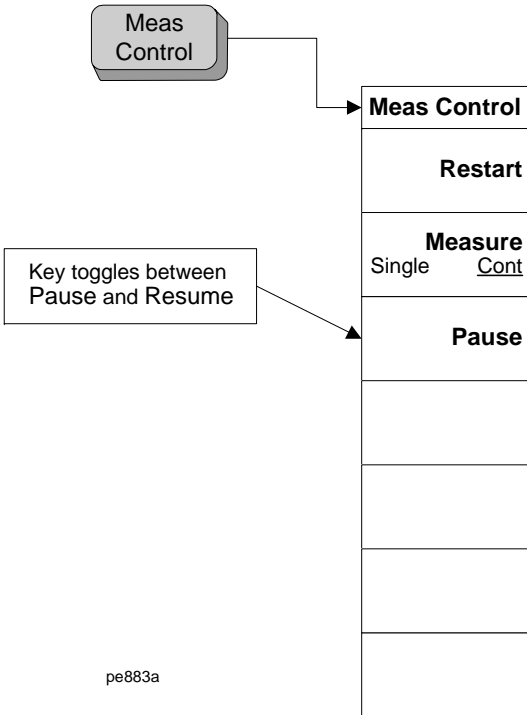 Meas
Control
Meas Control
Restart
Measure
Single Cont
Key toggles between
Pause and Resume
Pause
pe883a